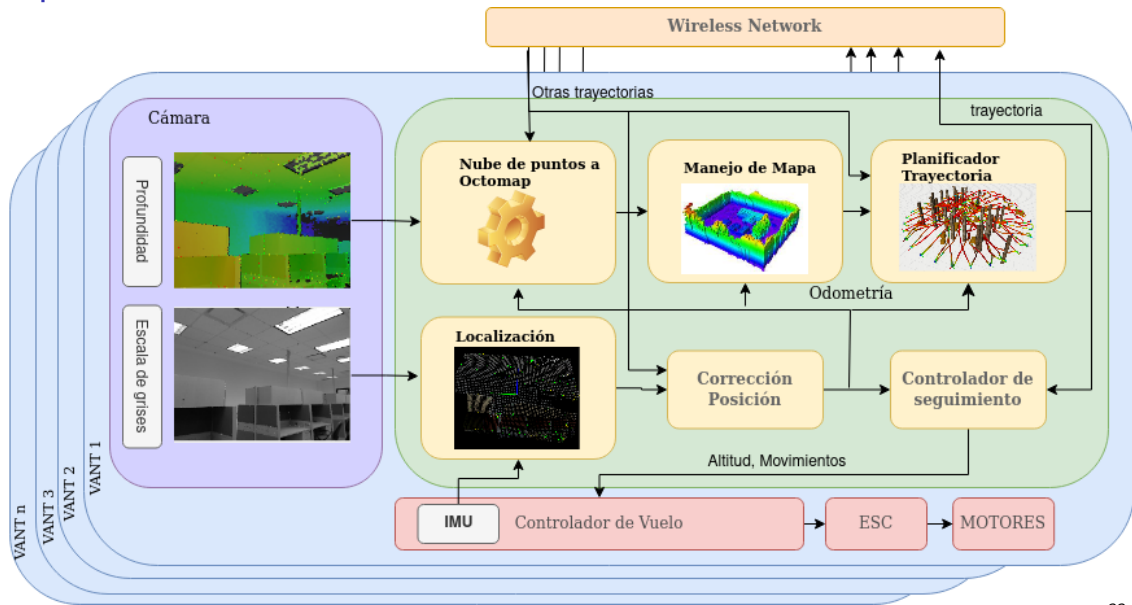 Wireless Network
Otras trayectorias
trayectoria
Cámara
Profundidad
Escala de grises
Nube de puntos a
Octomap
Manejo de Mapa
Planificador
Trayectoria
Odometría
Localización
Corrección
Posición
Controlador de
seguimiento
Altitud, Movimientos
IMU
Controlador de Vuelo
ESC
MOTORES
VANT 1
VANT 2
VANT 3
VANT n